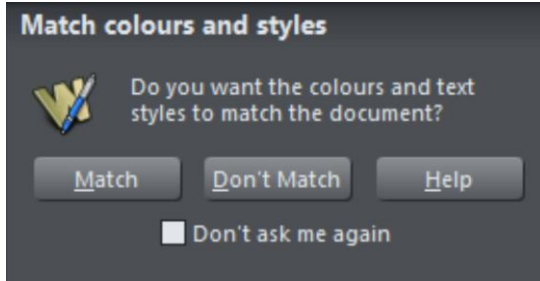 Match colours and styles
Do you want the colours and text
styles to match the document?
Match Don't Match Help
Don't ask me again